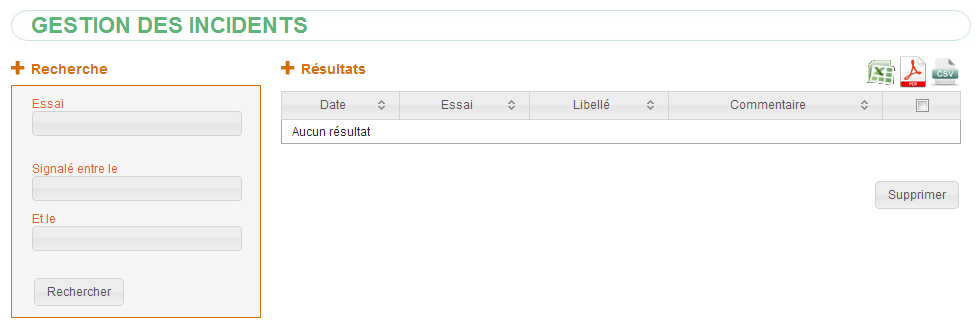 GESTION DES INCIDENTS
Recherche
Essai
Signalé entre le
Et le
Rechercher
Résultats
PDF
CSV
Date Essai Libellé Commentaire
Aucun résultat
Supprimer